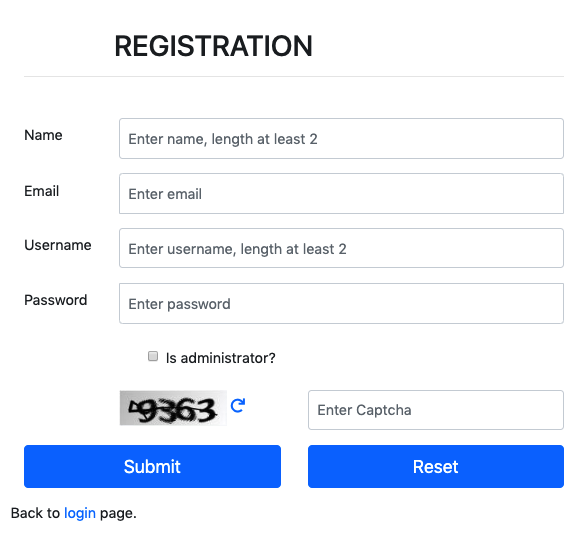 REGISTRATION
Name
Enter name, length at least 2
Email
Enter email
Username
Enter username, length at least 2
Password
Enter password
Is administrator?
Enter Captcha
Submit
Reset
Back to login page.